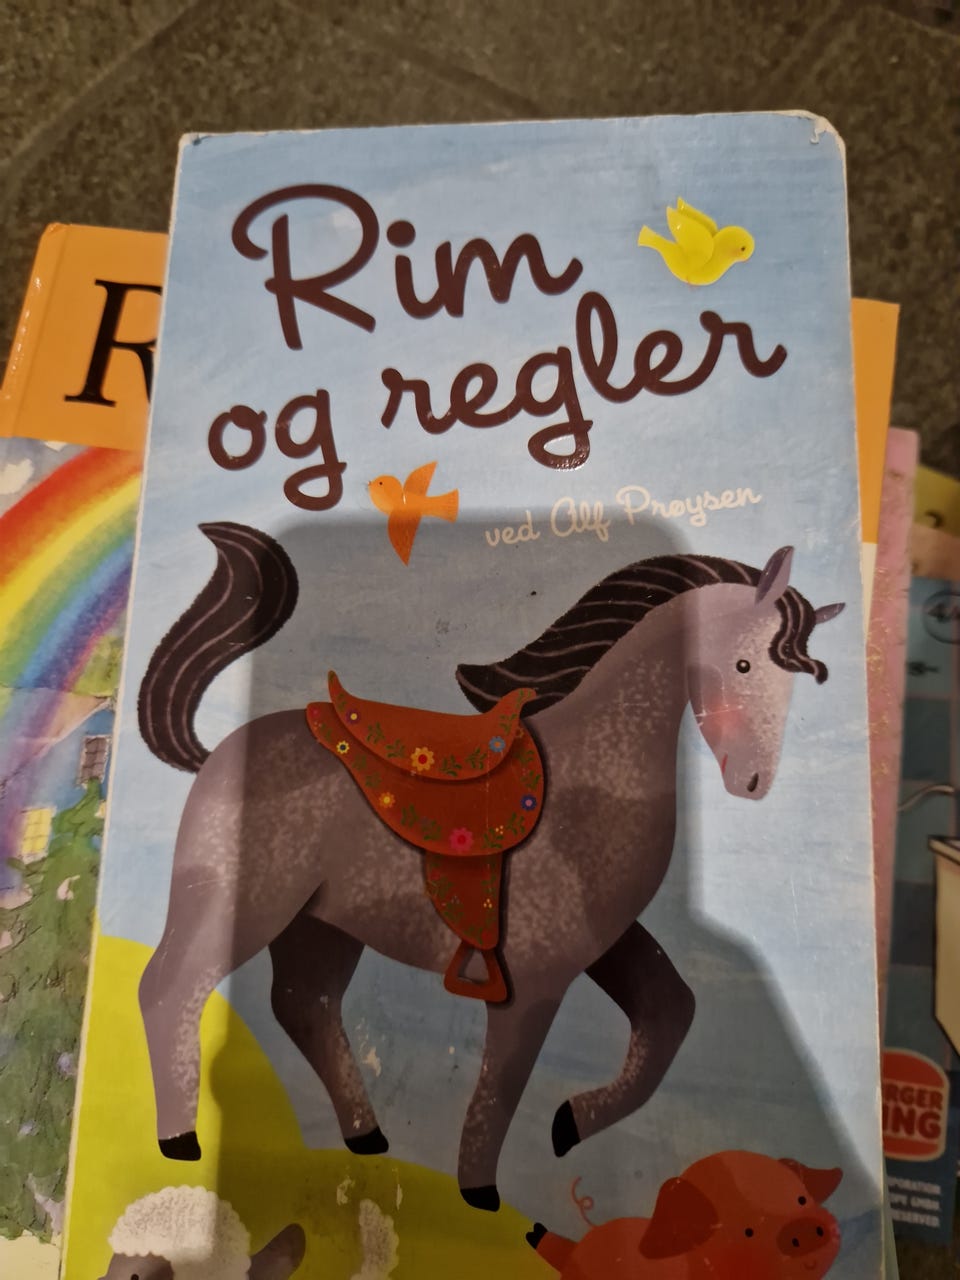 Rim
og regler
ved Alf Prøysen
R